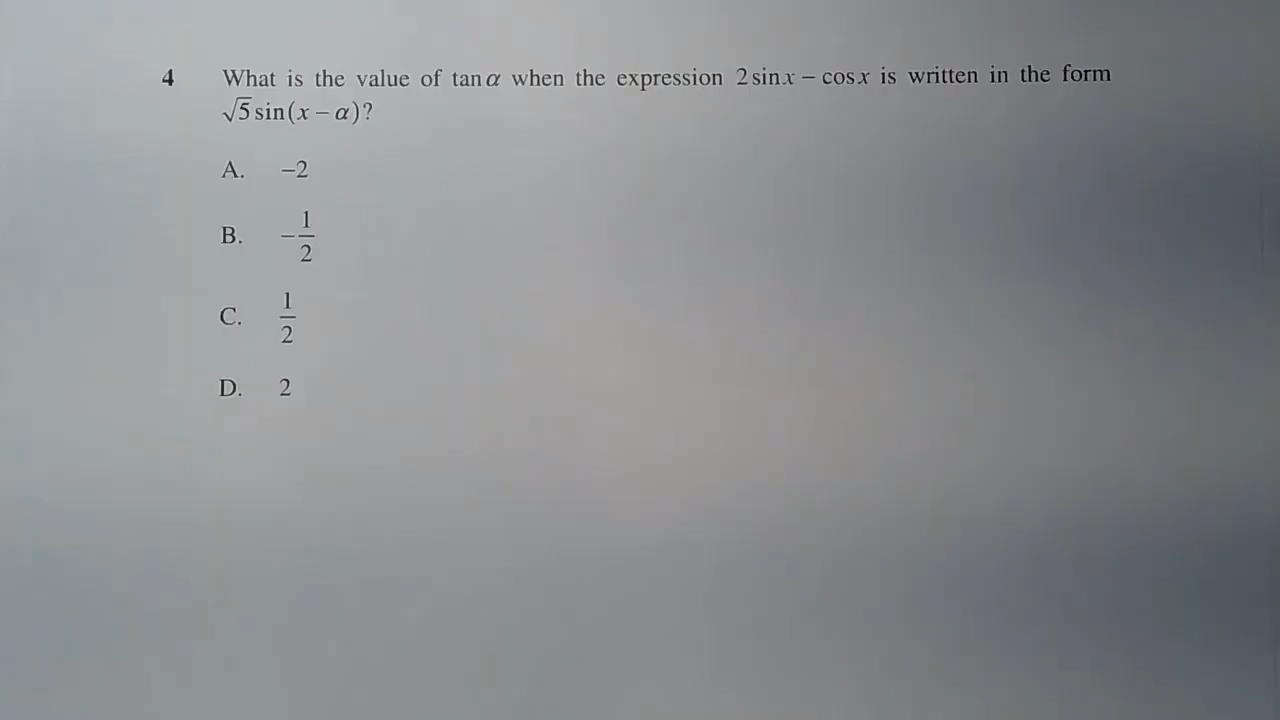 4 What is the value of tan α when the expression 2 sin x − cos x is written in the form
√5 sin(x − α)?
A. −2
B. −1/2
C. 1/2
D. 2